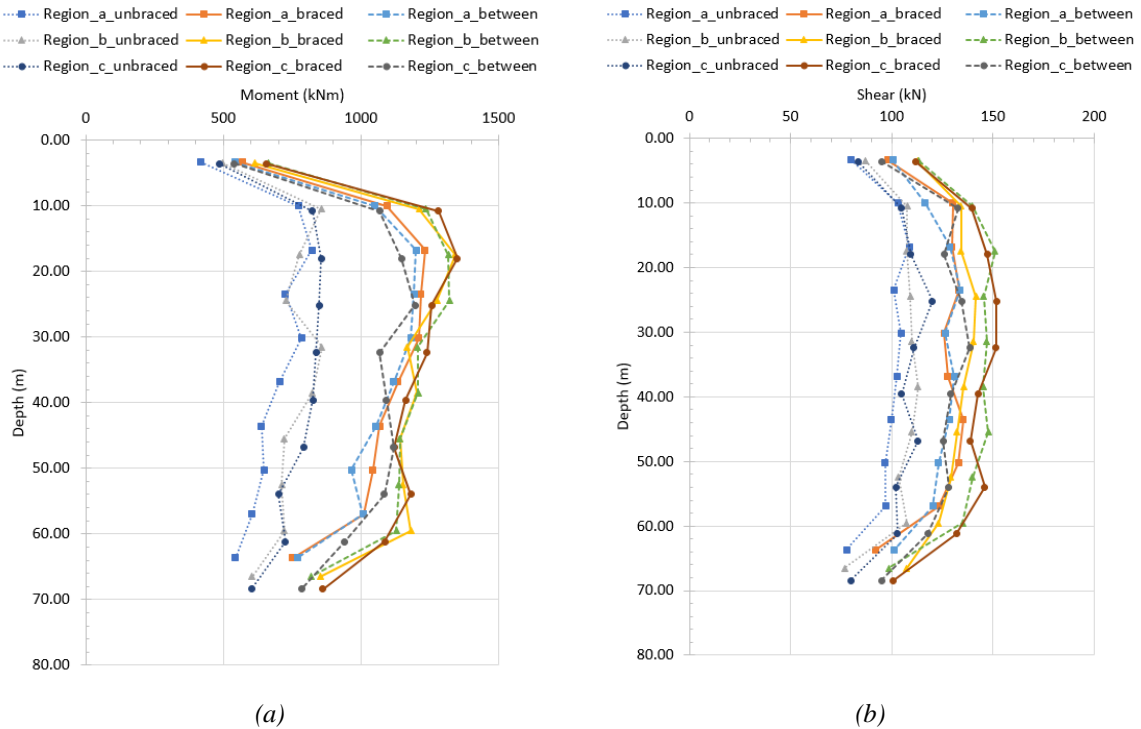 Region_a_unbraced Region_a_braced Region_a_between
Region_b_unbraced Region_b_braced Region_b_between
Region_c_unbraced Region_c_braced Region_c_between
Moment (kNm)
0 500 1000 1500
0.00
10.00
20.00
30.00
40.00
50.00
60.00
70.00
80.00
Depth (m)
(a)
Region_a_unbraced Region_a_braced Region_a_between
Region_b_unbraced Region_b_braced Region_b_between
Region_c_unbraced Region_c_braced Region_c_between
Shear (kN)
0 50 100 150 200
0.00
10.00
20.00
30.00
40.00
50.00
60.00
70.00
80.00
Depth (m)
(b)